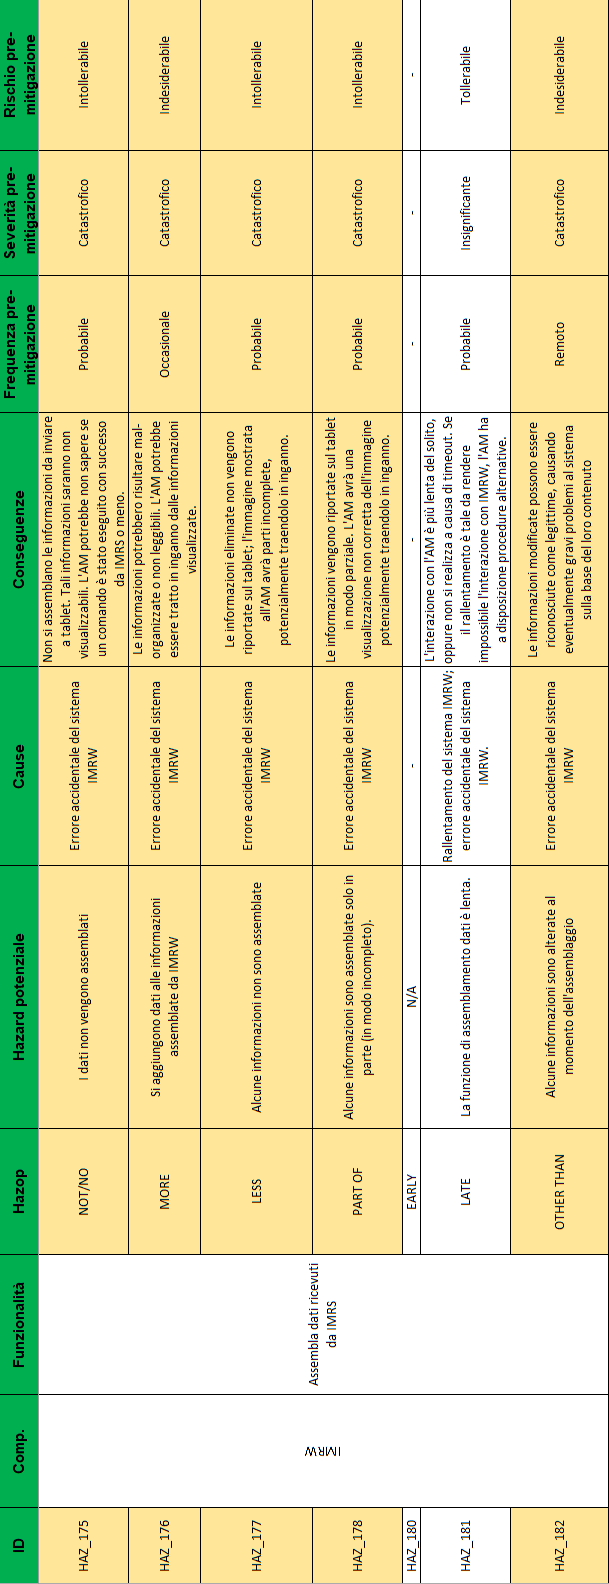 ID
Comp.
Funzionalità
Hazop
Hazard potenziale
Cause
Conseguenze
Frequenza pre-
mitigazione
Severità pre-
mitigazione
Rischio pre-
mitigazione
HAZ_175
IMRW
Assembla dati ricevuti
da IMRS
NOT/NO
I dati non vengono assemblati
Errore accidentale del sistema
IMRW
Non si assemblano le informazioni da inviare
a tablet. Tali informazioni saranno non
visualizzabili. L'AM potrebbe non sapere se
un comando è stato eseguito con successo
da IMRS o meno.
Probabile
Catastrofico
Intollerabile
HAZ_176
MORE
Si aggiungono dati alle informazioni
assemblate da IMRW
Errore accidentale del sistema
IMRW
Le informazioni potrebbero risultare mal-
organizzate o non leggibili. L'AM potrebbe
essere tratto in inganno dalle informazioni
visualizzate.
Occasionale
Catastrofico
Indesiderabile
HAZ_177
LESS
Alcune informazioni non sono assemblate
Errore accidentale del sistema
IMRW
Le informazioni eliminate non vengono
riportate sul tablet; l'immagine mostrata
all'AM avrà parti incomplete,
potenzialmente traendolo in inganno.
Probabile
Catastrofico
Intollerabile
HAZ_178
PART OF
Alcune informazioni sono assemblate solo in
parte (in modo incompleto).
Errore accidentale del sistema
IMRW
Le informazioni vengono riportate sul tablet
in modo parziale. L'AM avrà una
visualizzazione non corretta dell'immagine
potenzialmente traendolo in inganno.
Probabile
Catastrofico
Intollerabile
HAZ_180
EARLY
N/A
-
-
-
-
-
HAZ_181
LATE
La funzione di assemblamento dati è lenta.
Rallentamento del sistema IMRW;
errore accidentale del sistema
IMRW.
L'interazione con l'AM è più lenta del solito,
oppure non si realizza a causa di timeout. Se
il rallentamento è tale da rendere
impossibile l'interazione con IMRW, l'AM ha
a disposizione procedure alternative.
Probabile
Insignificante
Tollerabile
HAZ_182
OTHER THAN
Alcune informazioni sono alterate al
momento dell'assemblaggio
Errore accidentale del sistema
IMRW
Le informazioni modificate possono essere
riconosciute come legittime, causando
eventualmente gravi problemi al sistema
sulla base del loro contenuto
Remoto
Catastrofico
Indesiderabile